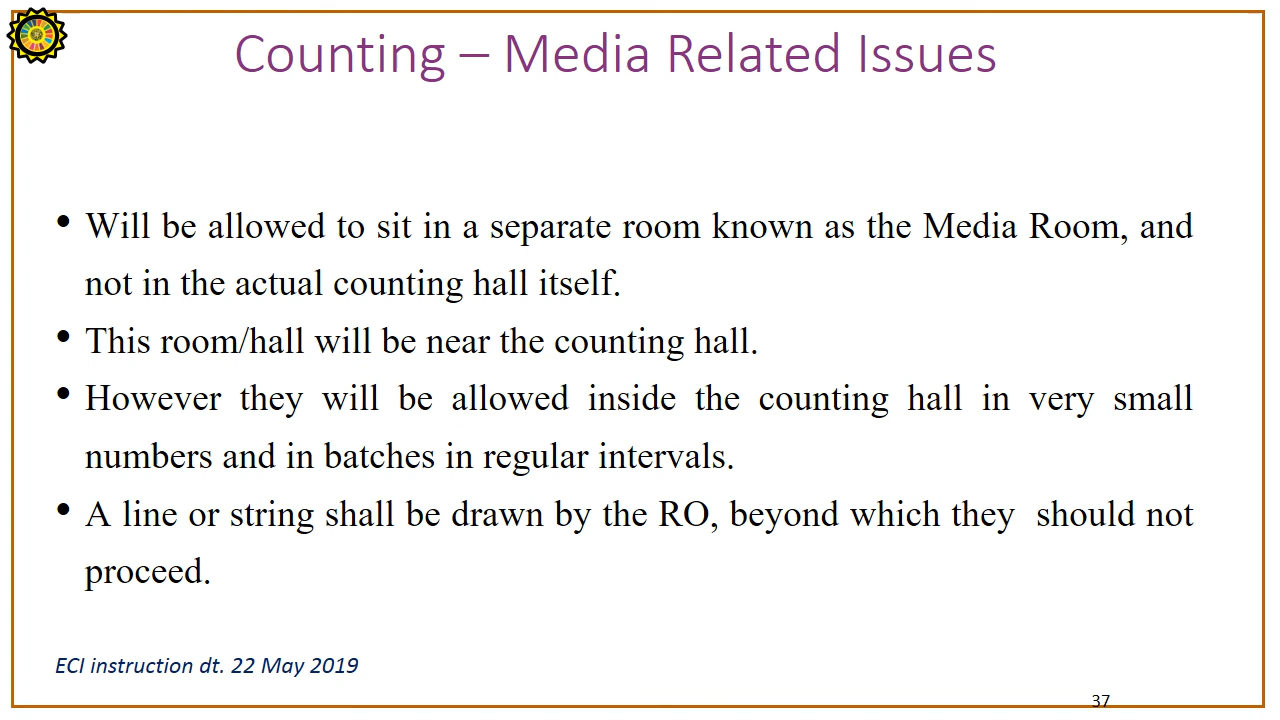 Counting – Media Related Issues
• Will be allowed to sit in a separate room known as the Media Room, and
not in the actual counting hall itself.
• This room/hall will be near the counting hall.
• However they will be allowed inside the counting hall in very small
numbers and in batches in regular intervals.
• A line or string shall be drawn by the RO, beyond which they should not
proceed.
ECI instruction dt. 22 May 2019
37